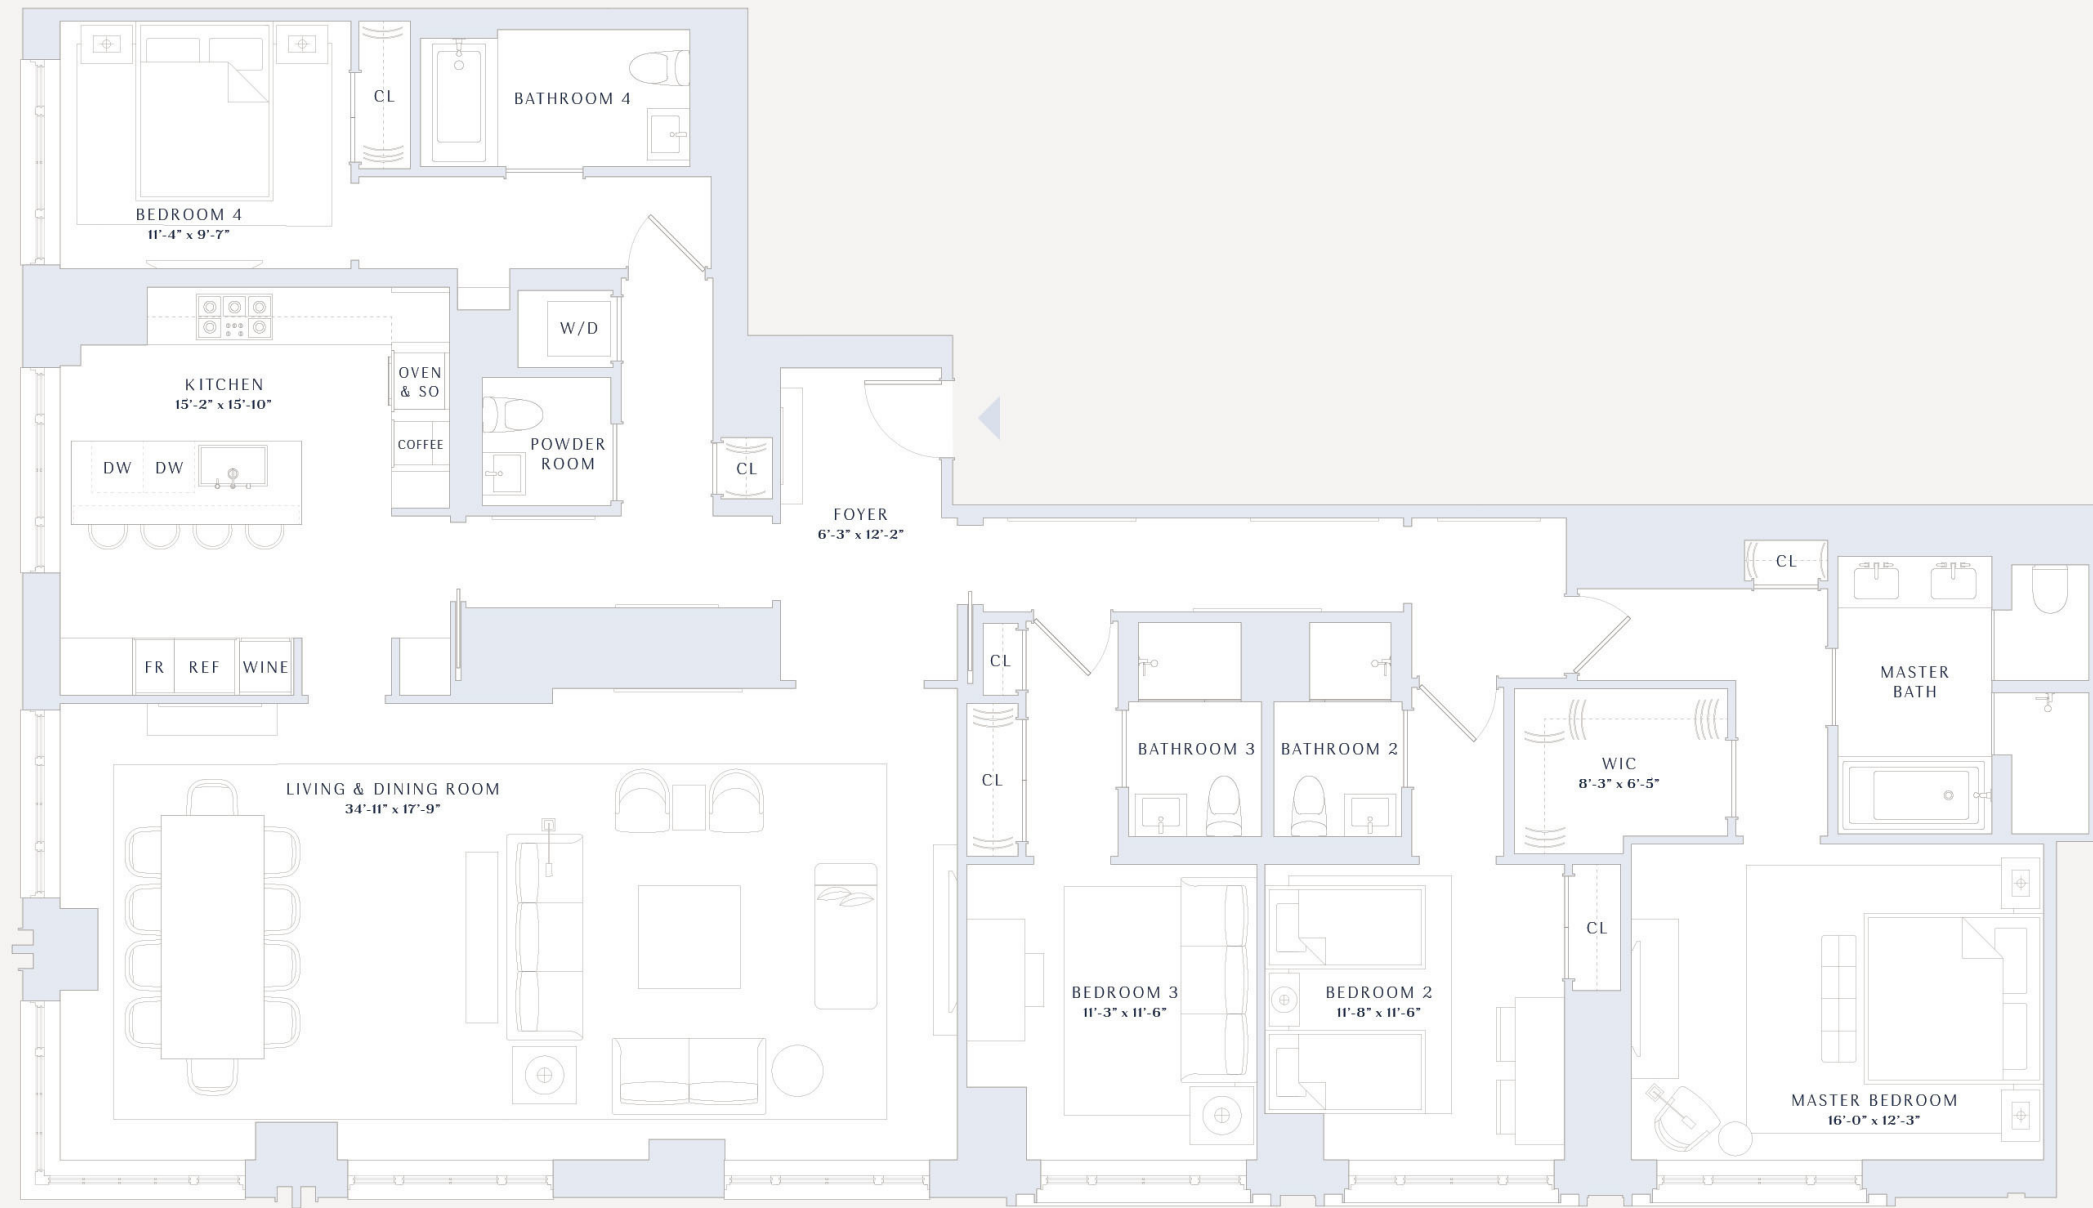 CL
BATHROOM 4
BEDROOM 4
11'-4" x 9'-7"
W/D
OVEN
& SO
KITCHEN
15'-2" x 15'-10"
COFFEE
POWDER
ROOM
DW
DW
CL
FOYER
6'-3" x 12'-2"
CL
FR
REF
WINE
CL
MASTER
BATH
LIVING & DINING ROOM
34'-11" x 17'-9"
CL
BATHROOM 3
BATHROOM 2
WIC
8'-3" x 6'-5"
CL
BEDROOM 3
11'-3" x 11'-6"
BEDROOM 2
11'-8" x 11'-6"
MASTER BEDROOM
16'-0" x 12'-3"